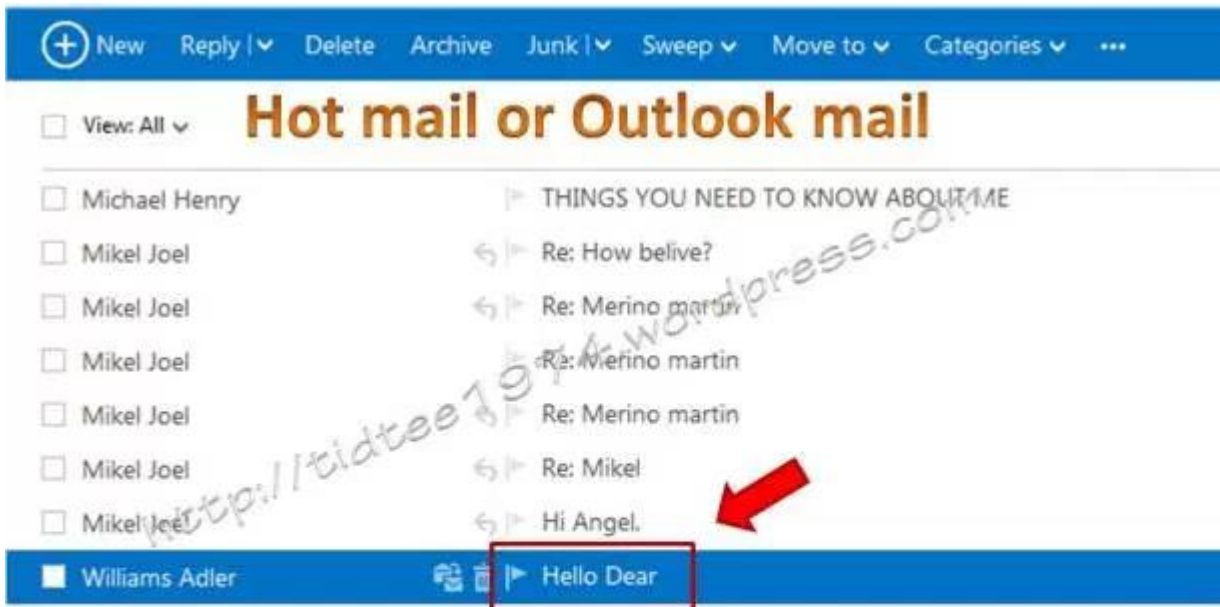 New Reply Delete Archive Junk Sweep Move to Categories ...
View: All
Hot mail or Outlook mail
Michael Henry THINGS YOU NEED TO KNOW ABOUT ME
Mikel Joel Re: How belive?
Mikel Joel Re: Merino martin
Mikel Joel Re: Merino martin
Mikel Joel Re: Merino martin
Mikel Joel Re: Mikel
Mikel Joel Hi Angel.
Williams Adler Hello Dear
http://tidtee1974.wordpress.com/